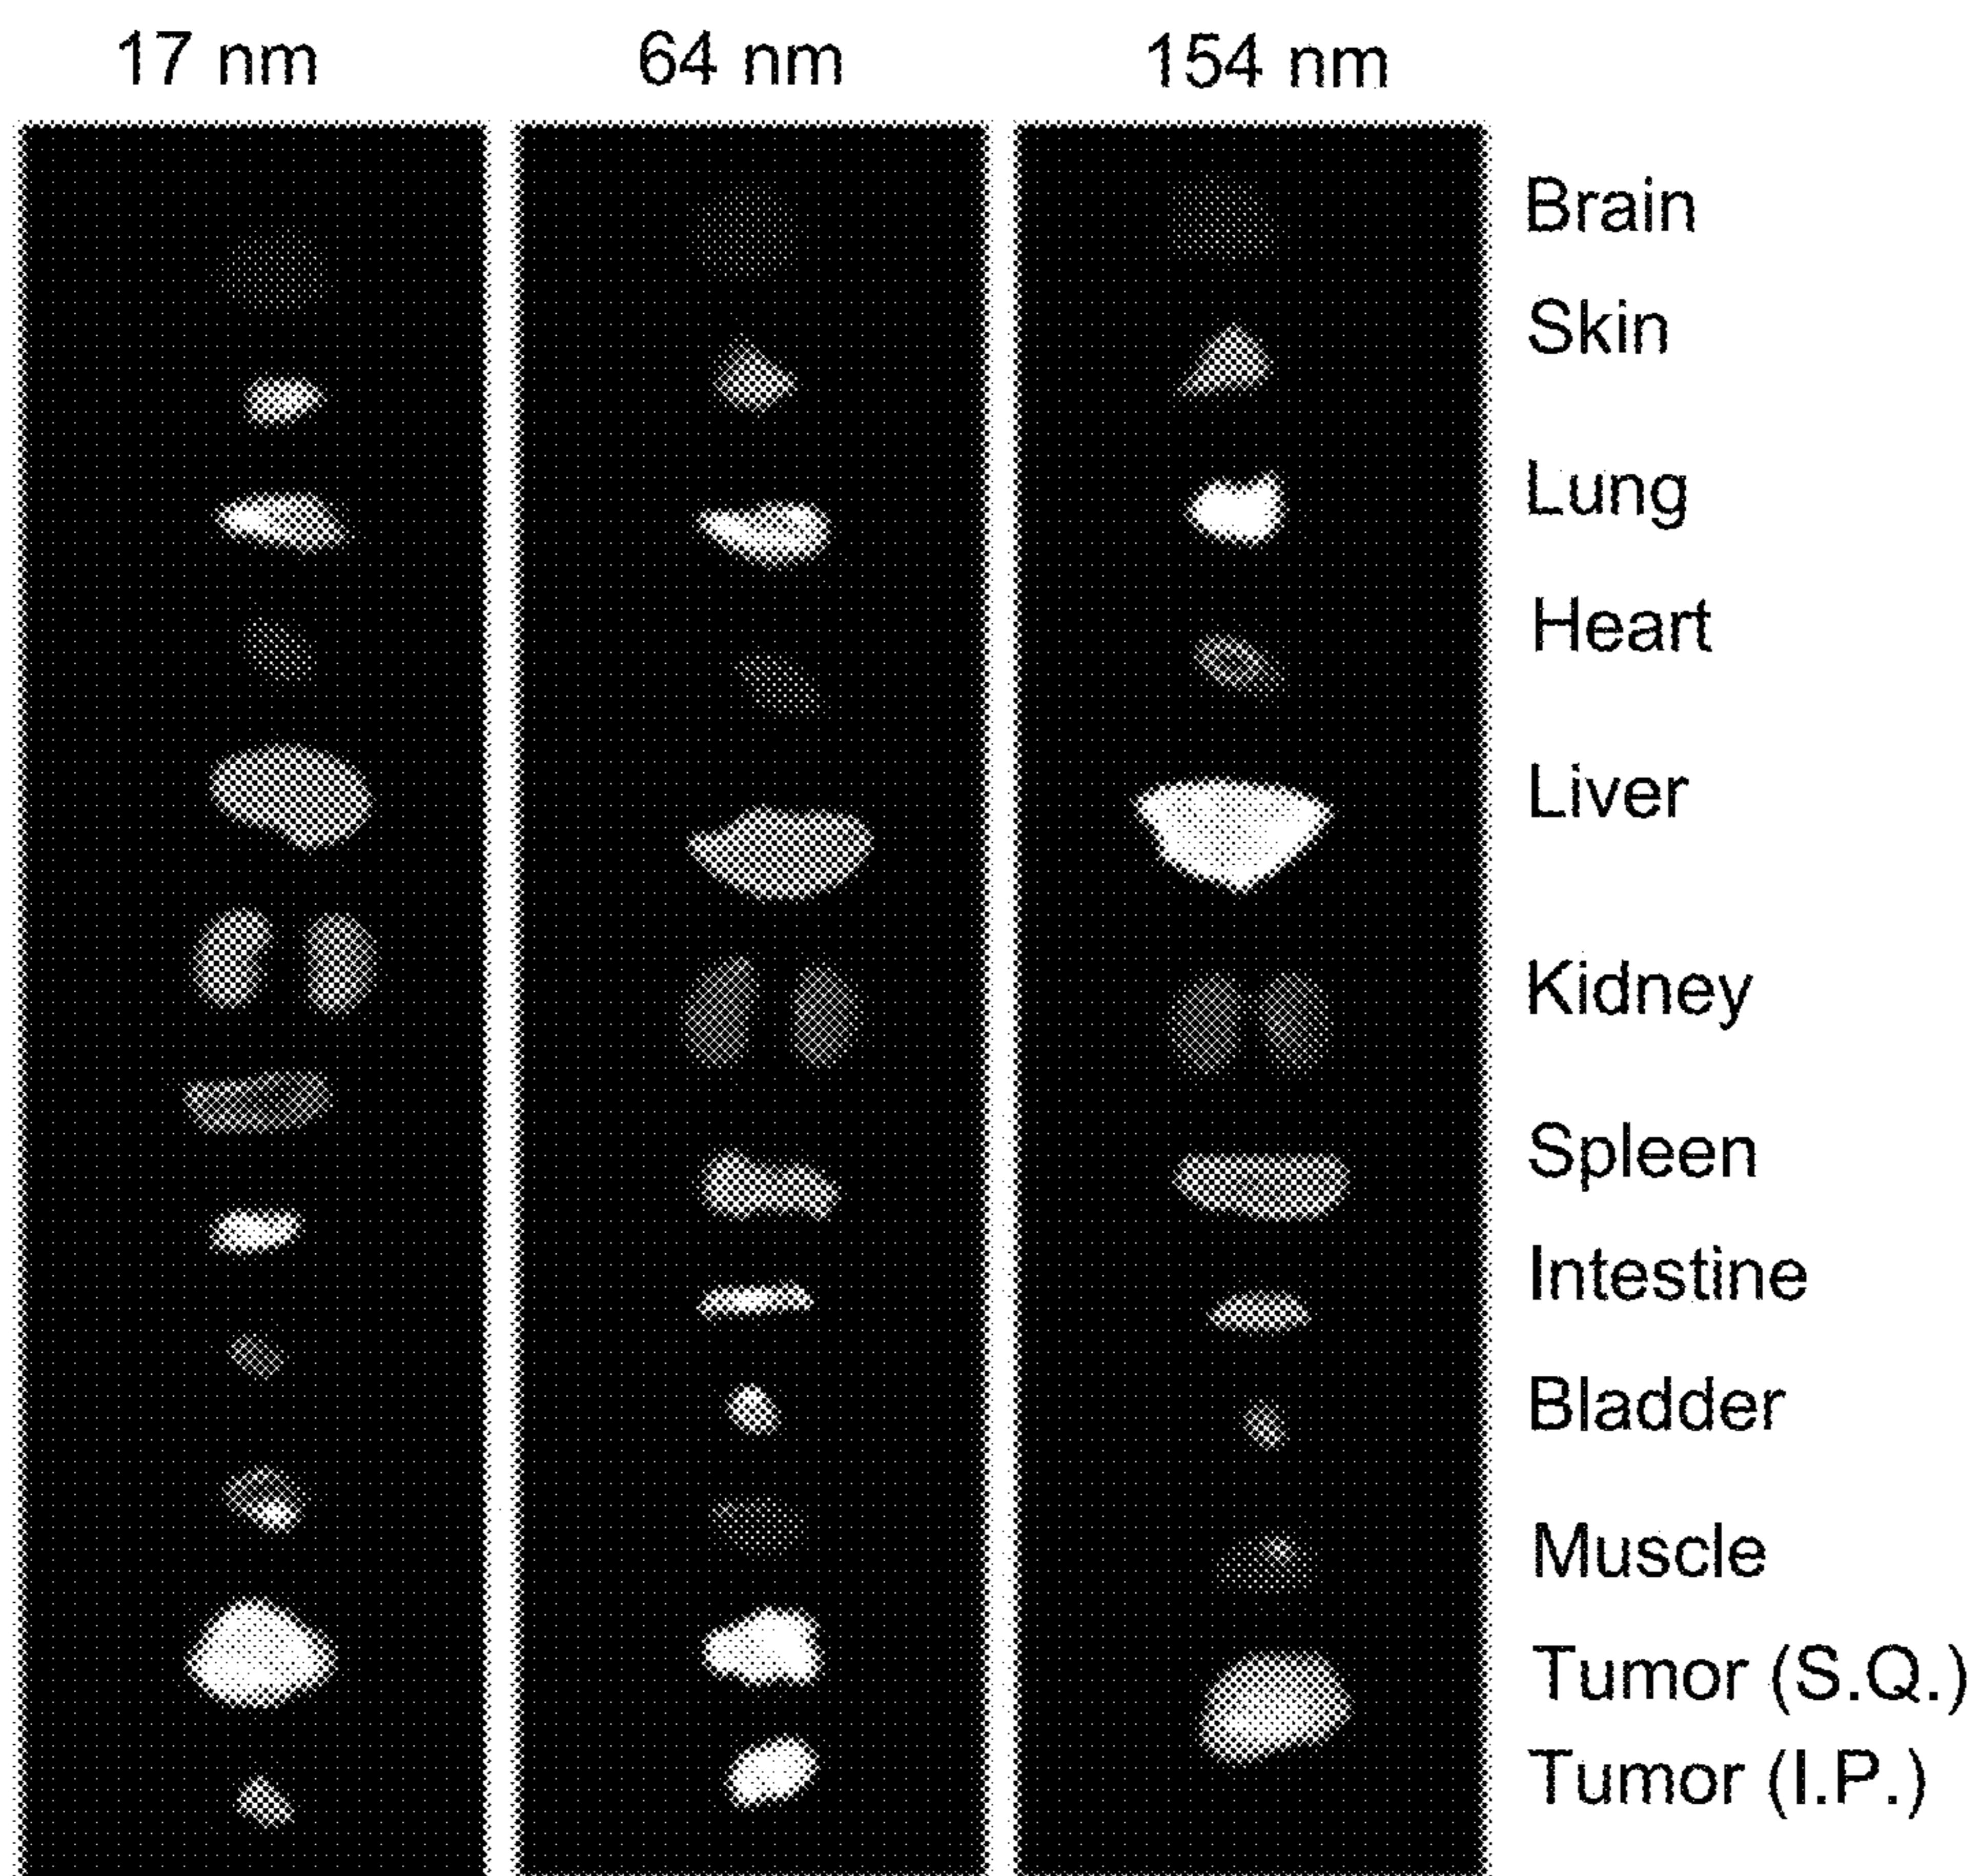 17 nm 64 nm 154 nm
Brain
Skin
Lung
Heart
Liver
Kidney
Spleen
Intestine
Bladder
Muscle
Tumor (S.Q.)
Tumor (I.P.)